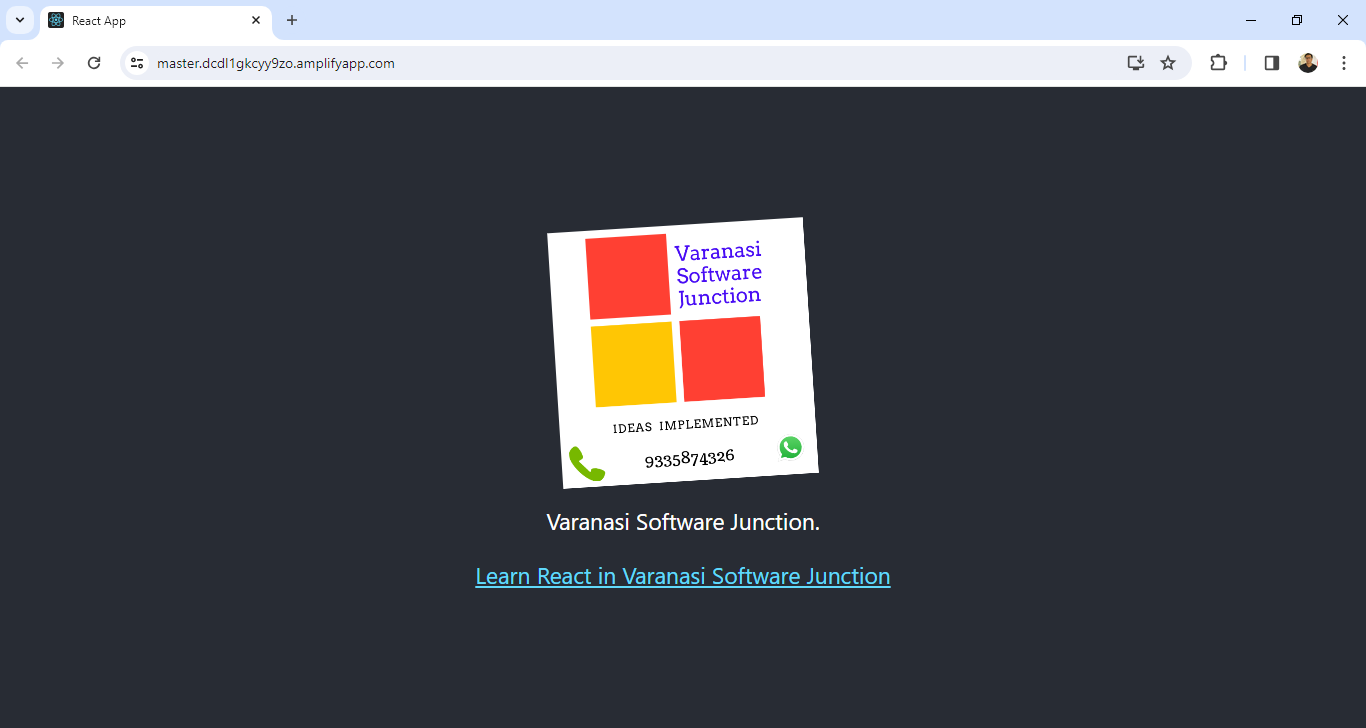 React App
master.dcdl1gkcyy9zo.amplifyapp.com
Varanasi
Software
Junction
IDEAS IMPLEMENTED
9335874326
Varanasi Software Junction.
Learn React in Varanasi Software Junction